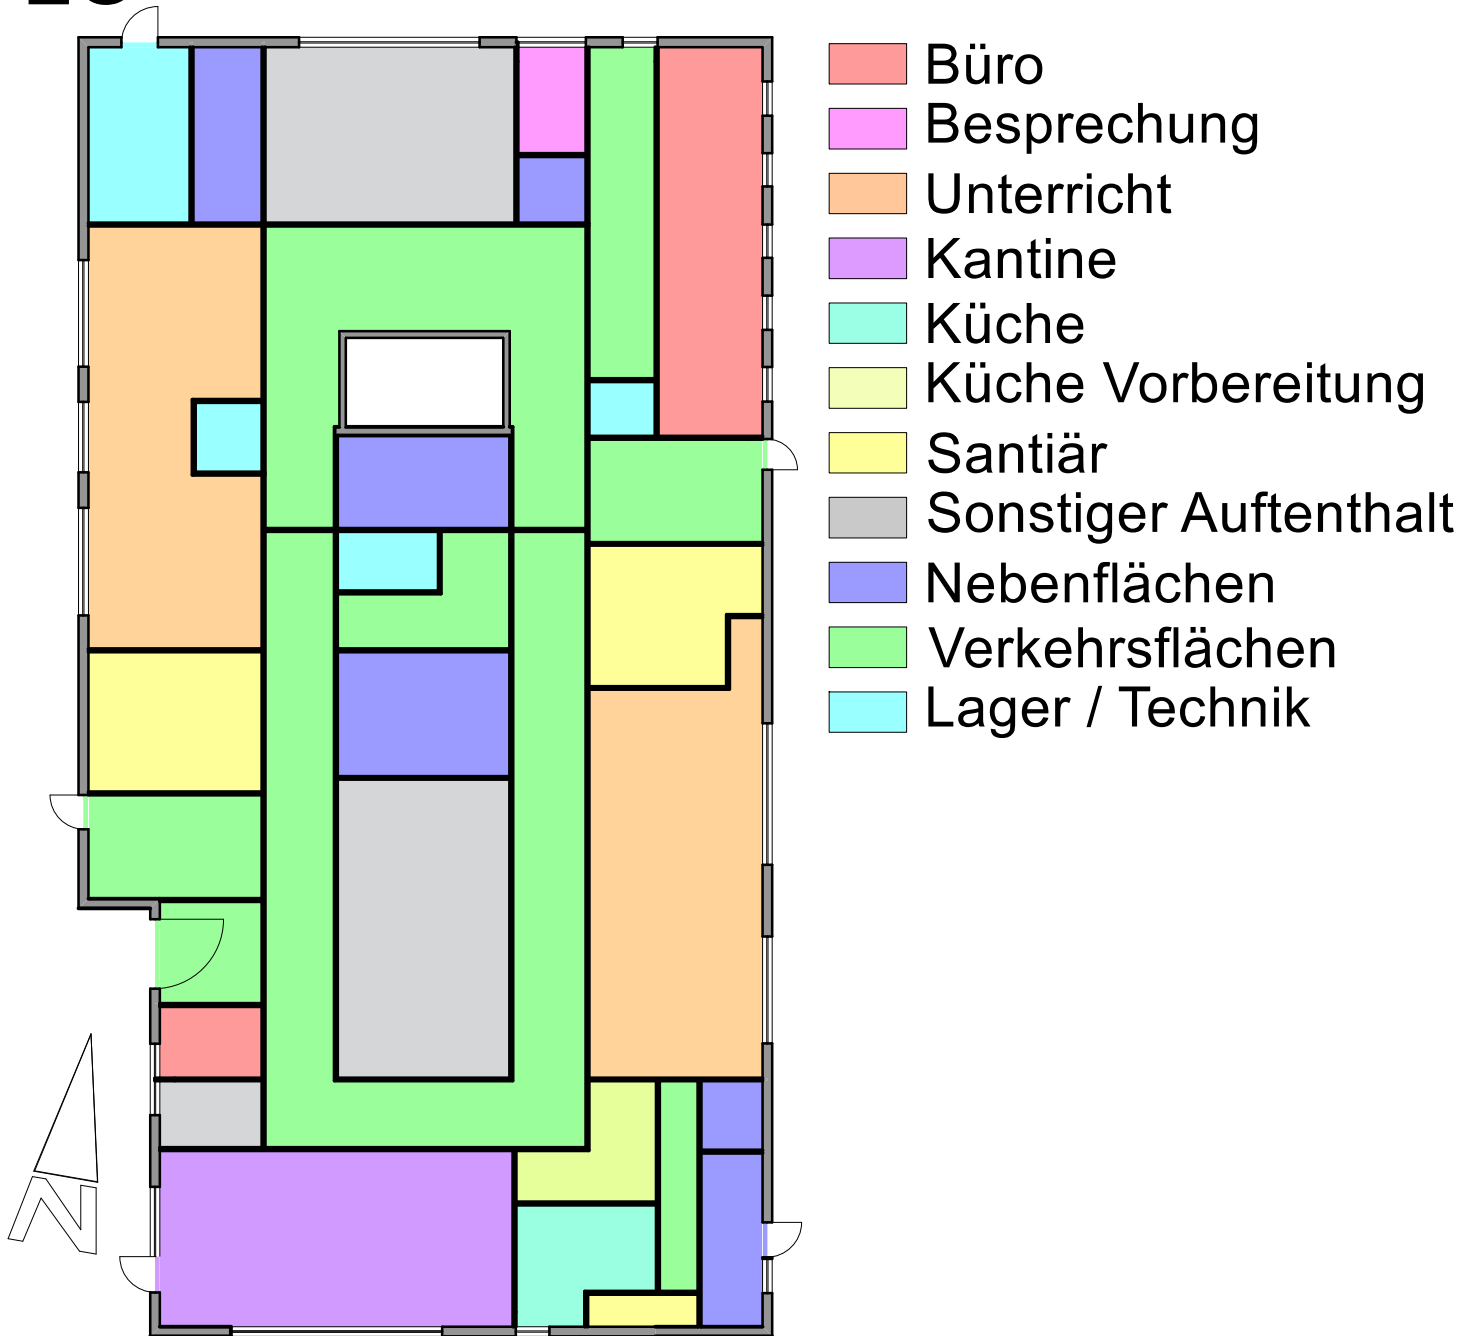 Büro
Besprechung
Unterricht
Kantine
Küche
Küche Vorbereitung
Santiär
Sonstiger Auftenthalt
Nebenflächen
Verkehrsflächen
Lager / Technik
N